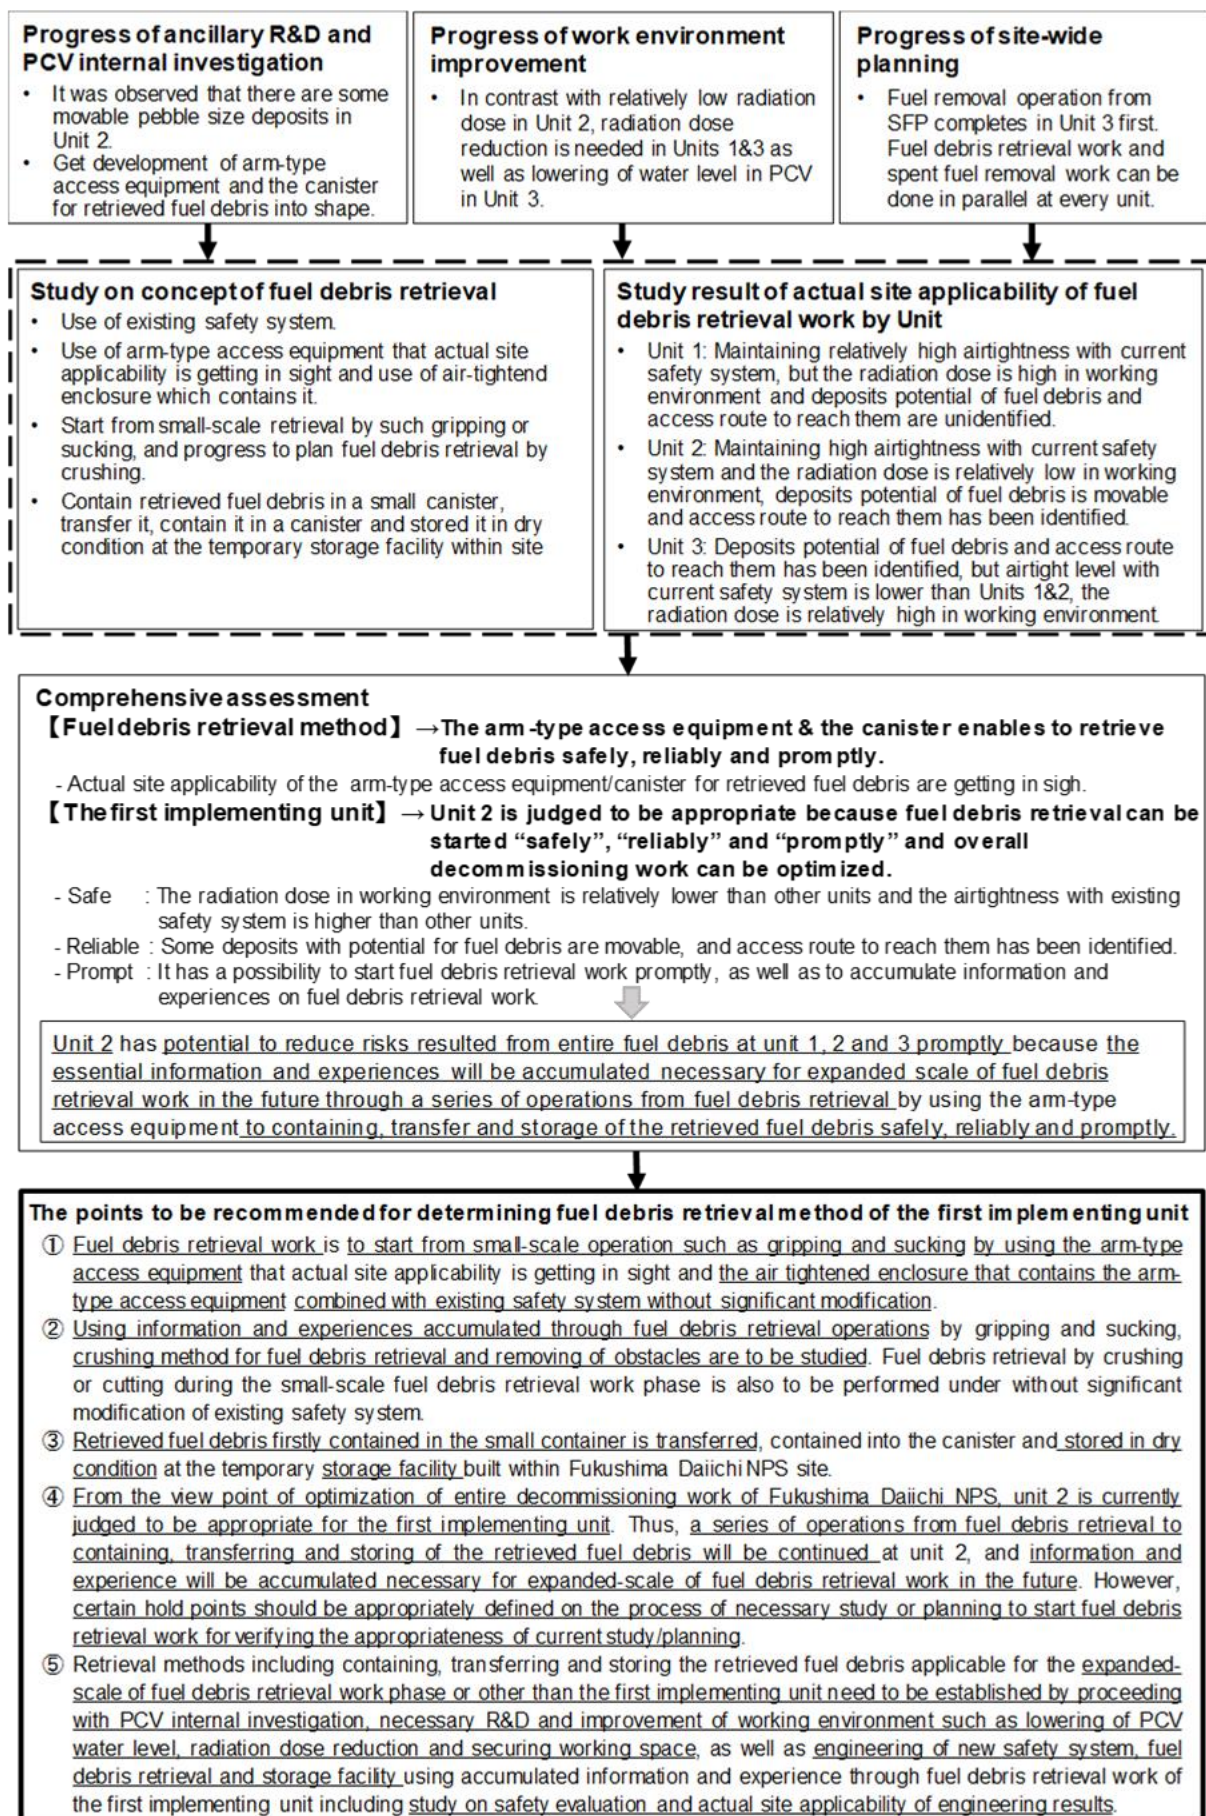 Progress of ancillary R&D and
PCV internal investigation
• It was observed that there are some
movable pebble size deposits in
Unit 2.
• Get development of arm-type
access equipment and the canister
for retrieved fuel debris into shape.
Progress of work environment
improvement
• In contrast with relatively low radiation
dose in Unit 2, radiation dose
reduction is needed in Units 1&3 as
well as lowering of water level in PCV
in Unit 3.
Progress of site-wide
planning
• Fuel removal operation from
SFP completes in Unit 3 first.
Fuel debris retrieval work and
spent fuel removal work can be
done in parallel at every unit.
Study on concept of fuel debris retrieval
• Use of existing safety system.
• Use of arm-type access equipment that actual site
applicability is getting in sight and use of air-tightend
enclosure which contains it.
• Start from small-scale retrieval by such gripping or
sucking, and progress to plan fuel debris retrieval by
crushing.
• Contain retrieved fuel debris in a small canister,
transfer it, contain it in a canister and stored it in dry
condition at the temporary storage facility within site
Study result of actual site applicability of fuel
debris retrieval work by Unit
• Unit 1: Maintaining relatively high airtightness with current
safety system, but the radiation dose is high in working
environment and deposits potential of fuel debris and
access route to reach them are unidentified.
• Unit 2: Maintaining high airtightness with current safety
system and the radiation dose is relatively low in working
environment, deposits potential of fuel debris is movable
and access route to reach them has been identified.
• Unit 3: Deposits potential of fuel debris and access route
to reach them has been identified, but airtight level with
current safety system is lower than Units 1&2, the
radiation dose is relatively high in working environment.
Comprehensive assessment
【Fuel debris retrieval method】 →The arm-type access equipment & the canister enables to retrieve
fuel debris safely, reliably and promptly.
- Actual site applicability of the arm-type access equipment/canister for retrieved fuel debris are getting in sigh.
【The first implementing unit】 → Unit 2 is judged to be appropriate because fuel debris retrieval can be
started “safely”, “reliably” and “promptly” and overall
decommissioning work can be optimized.
- Safe : The radiation dose in working environment is relatively lower than other units and the airtightness with existing
safety system is higher than other units.
- Reliable : Some deposits with potential for fuel debris are movable, and access route to reach them has been identified.
- Prompt : It has a possibility to start fuel debris retrieval work promptly, as well as to accumulate information and
experiences on fuel debris retrieval work.
Unit 2 has potential to reduce risks resulted from entire fuel debris at unit 1, 2 and 3 promptly because the
essential information and experiences will be accumulated necessary for expanded scale of fuel debris
retrieval work in the future through a series of operations from fuel debris retrieval by using the arm-type
access equipment to containing, transfer and storage of the retrieved fuel debris safely, reliably and promptly.
The points to be recommended for determining fuel debris retrieval method of the first implementing unit
① Fuel debris retrieval work is to start from small-scale operation such as gripping and sucking by using the arm-type
access equipment that actual site applicability is getting in sight and the air tightened enclosure that contains the arm-
type access equipment combined with existing safety system without significant modification.
② Using information and experiences accumulated through fuel debris retrieval operations by gripping and sucking,
crushing method for fuel debris retrieval and removing of obstacles are to be studied. Fuel debris retrieval by crushing
or cutting during the small-scale fuel debris retrieval work phase is also to be performed under without significant
modification of existing safety system.
③ Retrieved fuel debris firstly contained in the small container is transferred, contained into the canister and stored in dry
condition at the temporary storage facility built within Fukushima Daiichi NPS site.
④ From the view point of optimization of entire decommissioning work of Fukushima Daiichi NPS, unit 2 is currently
judged to be appropriate for the first implementing unit. Thus, a series of operations from fuel debris retrieval to
containing, transferring and storing of the retrieved fuel debris will be continued at unit 2, and information and
experience will be accumulated necessary for expanded-scale of fuel debris retrieval work in the future. However,
certain hold points should be appropriately defined on the process of necessary study or planning to start fuel debris
retrieval work for verifying the appropriateness of current study/planning.
⑤ Retrieval methods including containing, transferring and storing the retrieved fuel debris applicable for the expanded-
scale of fuel debris retrieval work phase or other than the first implementing unit need to be established by proceeding
with PCV internal investigation, necessary R&D and improvement of working environment such as lowering of PCV
water level, radiation dose reduction and securing working space, as well as engineering of new safety system, fuel
debris retrieval and storage facility using accumulated information and experience through fuel debris retrieval work of
the first implementing unit including study on safety evaluation and actual site applicability of engineering results.